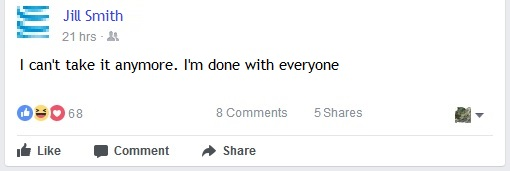 Jill Smith
21 hrs ·
I can't take it anymore. I'm done with everyone
68 8 Comments 5 Shares
Like Comment Share